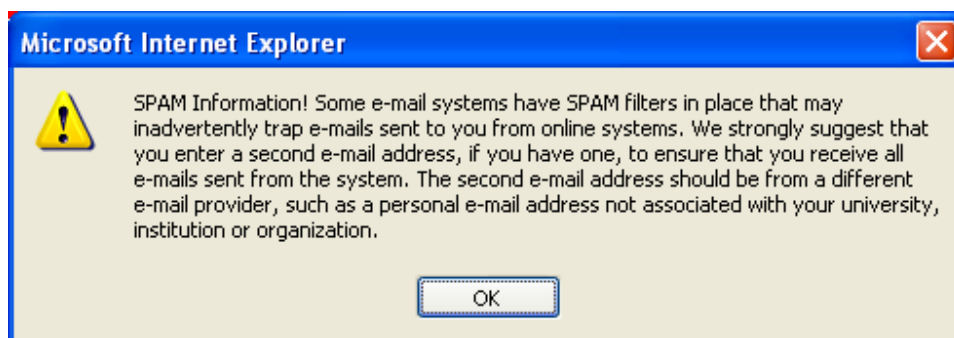 Microsoft Internet Explorer
SPAM Information! Some e-mail systems have SPAM filters in place that may
inadvertently trap e-mails sent to you from online systems. We strongly suggest that
you enter a second e-mail address, if you have one, to ensure that you receive all
e-mails sent from the system. The second e-mail address should be from a different
e-mail provider, such as a personal e-mail address not associated with your university,
institution or organization.
OK